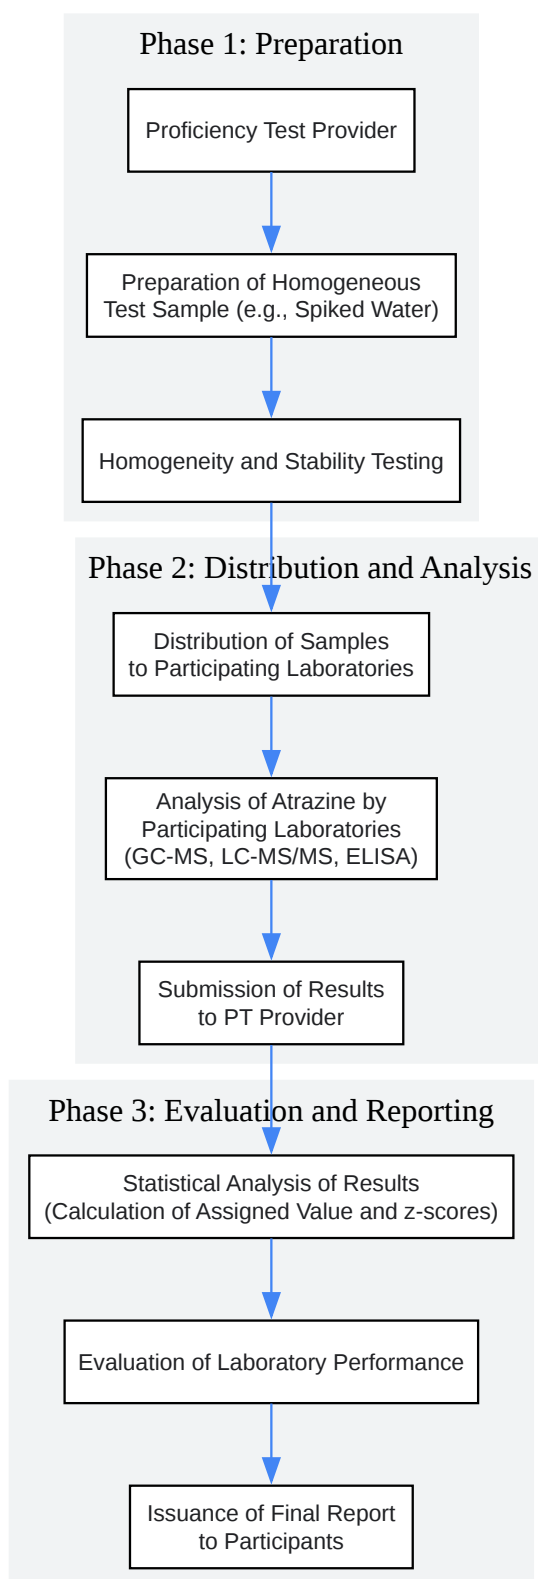 Phase 1: Preparation
Proficiency Test Provider
Preparation of Homogeneous
Test Sample (e.g., Spiked Water)
Homogeneity and Stability Testing
Phase 2: Distribution and Analysis
Distribution of Samples
to Participating Laboratories
Analysis of Atrazine by
Participating Laboratories
(GC-MS, LC-MS/MS, ELISA)
Submission of Results
to PT Provider
Phase 3: Evaluation and Reporting
Statistical Analysis of Results
(Calculation of Assigned Value and z-scores)
Evaluation of Laboratory Performance
Issuance of Final Report
to Participants